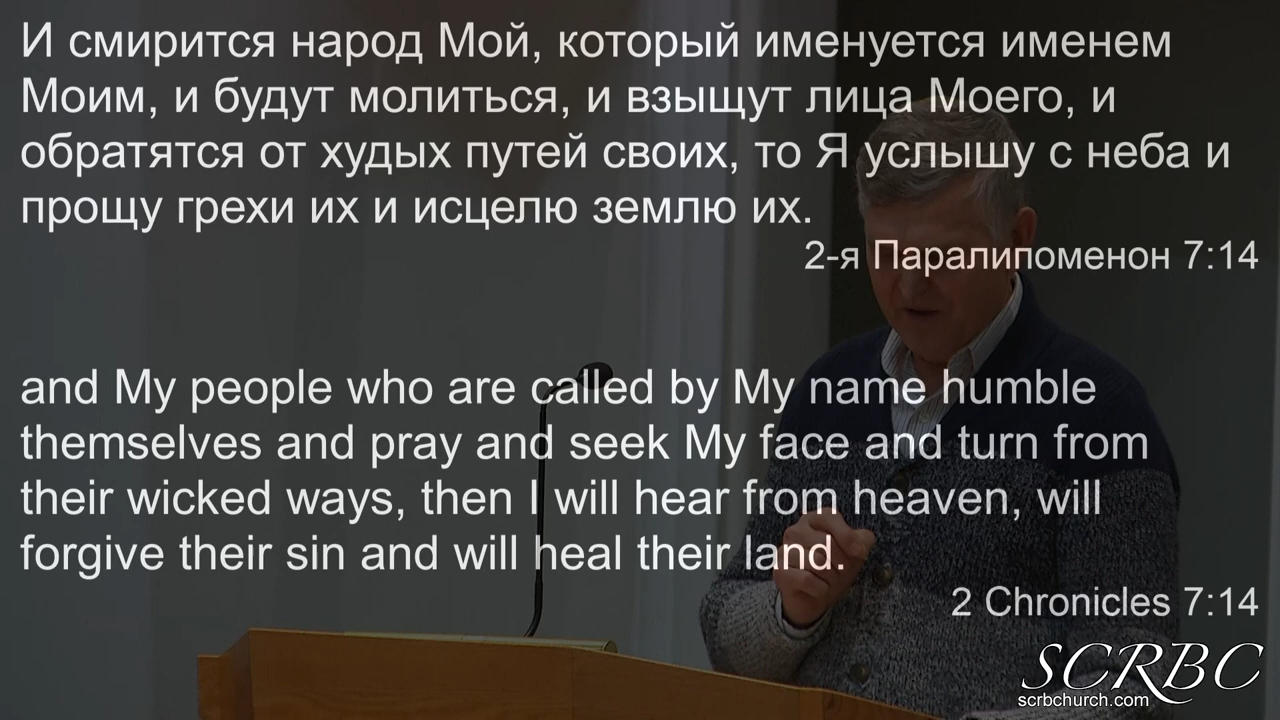 И смирится народ Мой, который именуется именем
Моим, и будут молиться, и взыщут лица Моего, и
обратятся от худых путей своих, то Я услышу с неба и
прощу грехи их и исцелю землю их.
2-я Паралипоменон 7:14
and My people who are called by My name humble
themselves and pray and seek My face and turn from
their wicked ways, then I will hear from heaven, will
forgive their sin and will heal their land.
2 Chronicles 7:14
SCRBC
scrbchurch.com